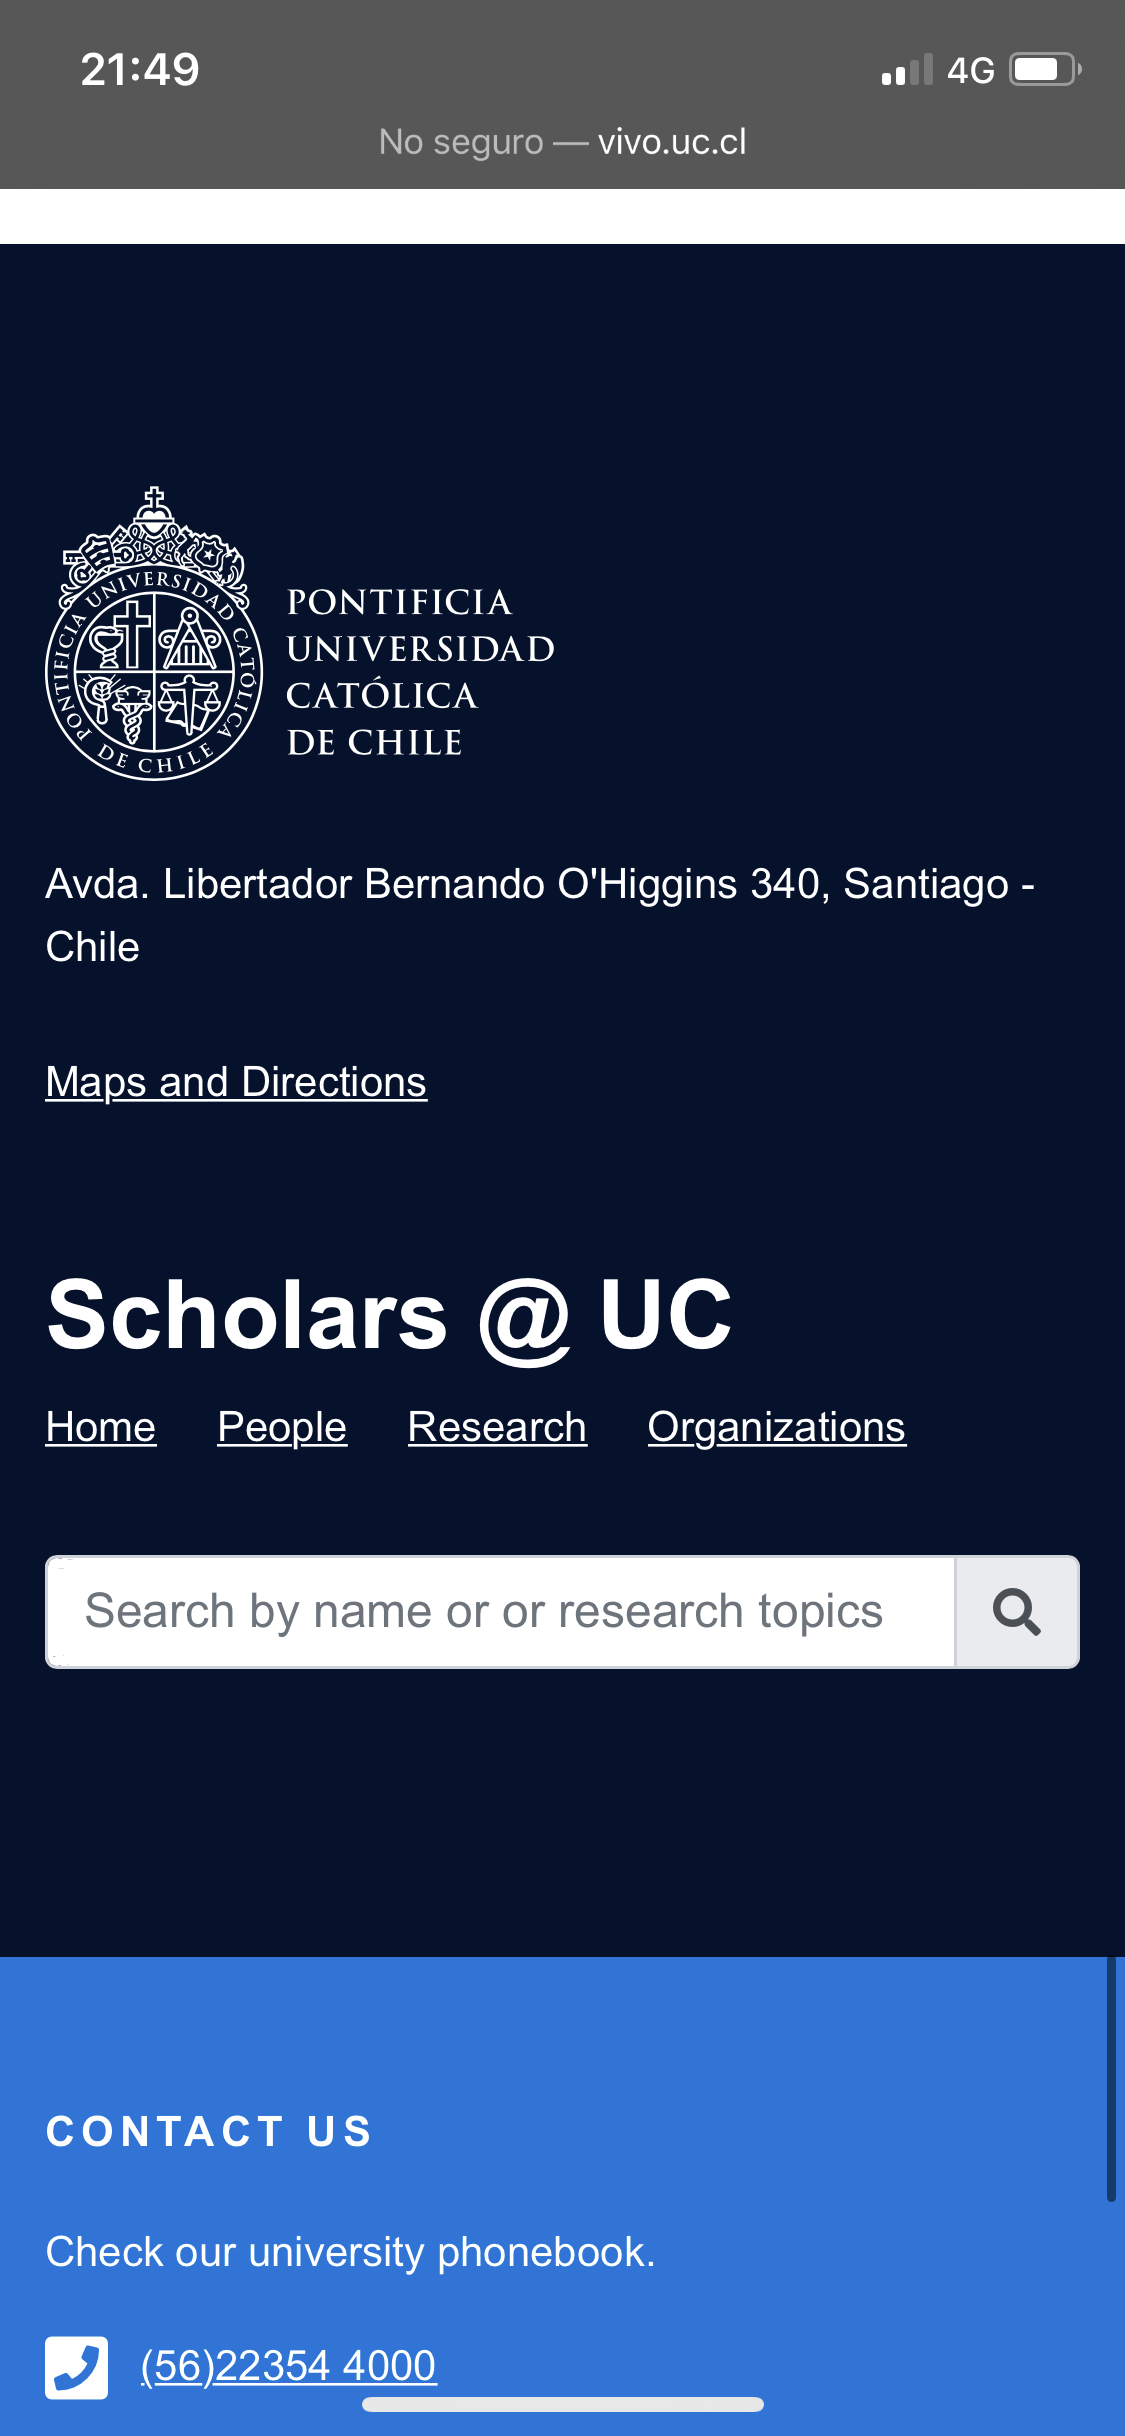 21:49
4G
No seguro — vivo.uc.cl
PONTIFICIA UNIVERSIDAD CATÓLICA DE CHILE
PONTIFICIA
UNIVERSIDAD
CATÓLICA
DE CHILE
Avda. Libertador Bernando O'Higgins 340, Santiago -
Chile
Maps and Directions
Scholars @ UC
Home People Research Organizations
Search by name or or research topics
CONTACT US
Check our university phonebook.
(56)22354 4000